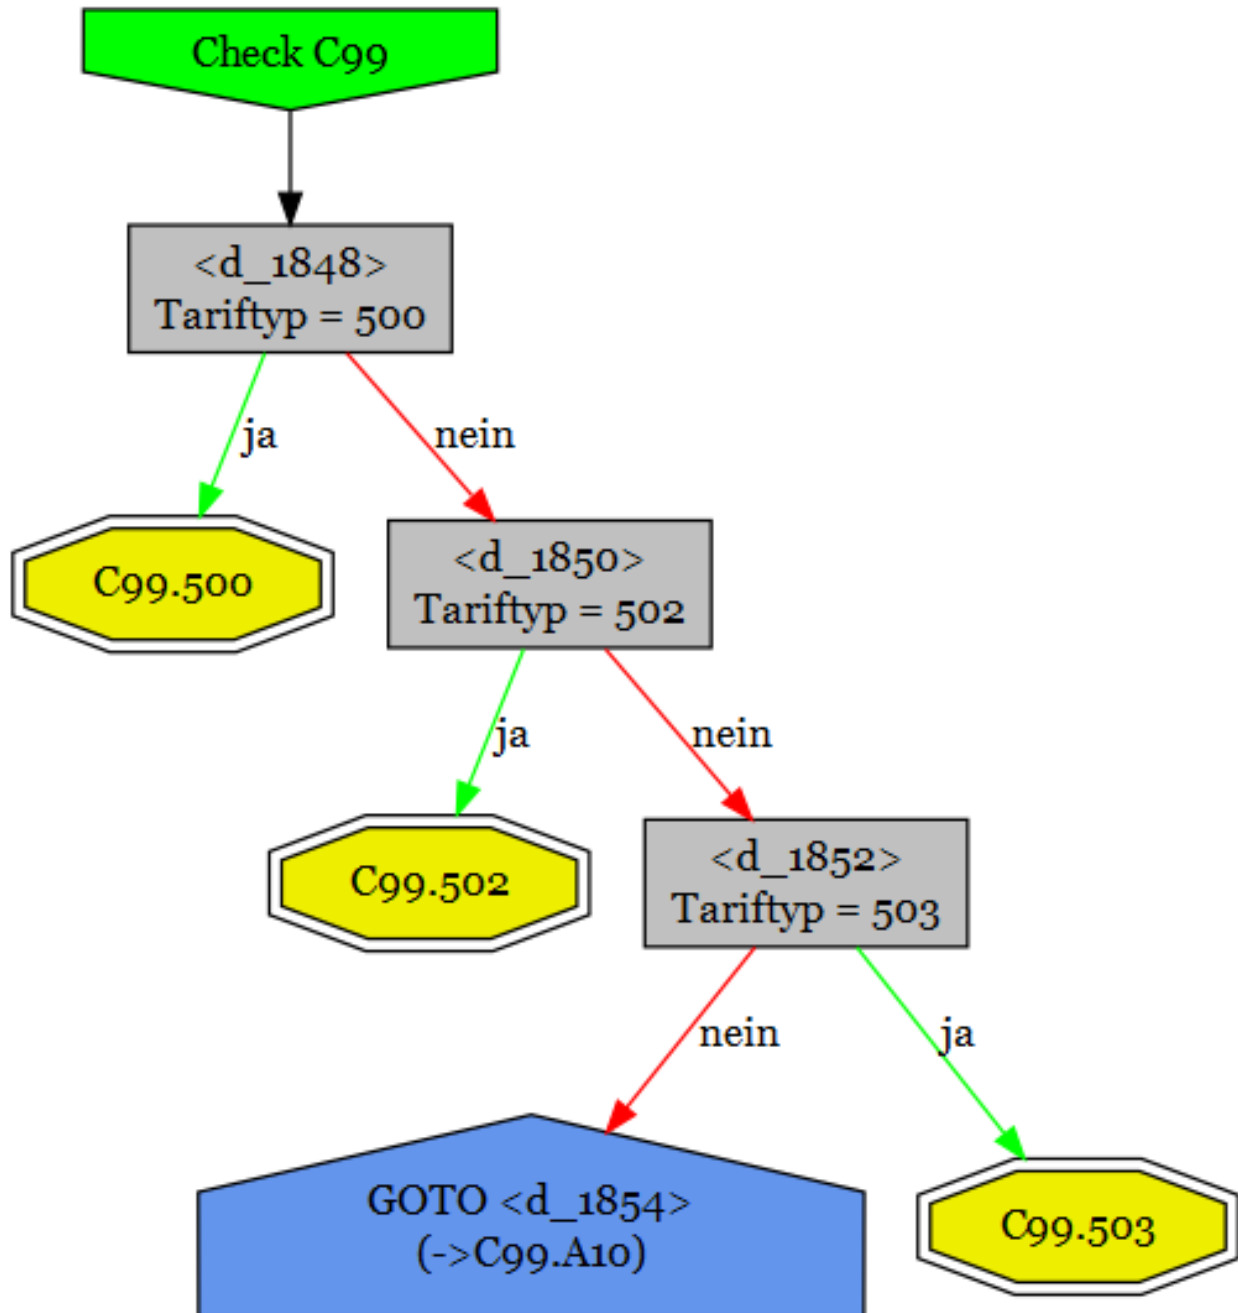 Check C99
<d_1848>
Tariftyp = 500
ja
nein
C99.500
<d_1850>
Tariftyp = 502
ja
nein
C99.502
<d_1852>
Tariftyp = 503
nein
ja
GOTO <d_1854>
(->C99.A10)
C99.503